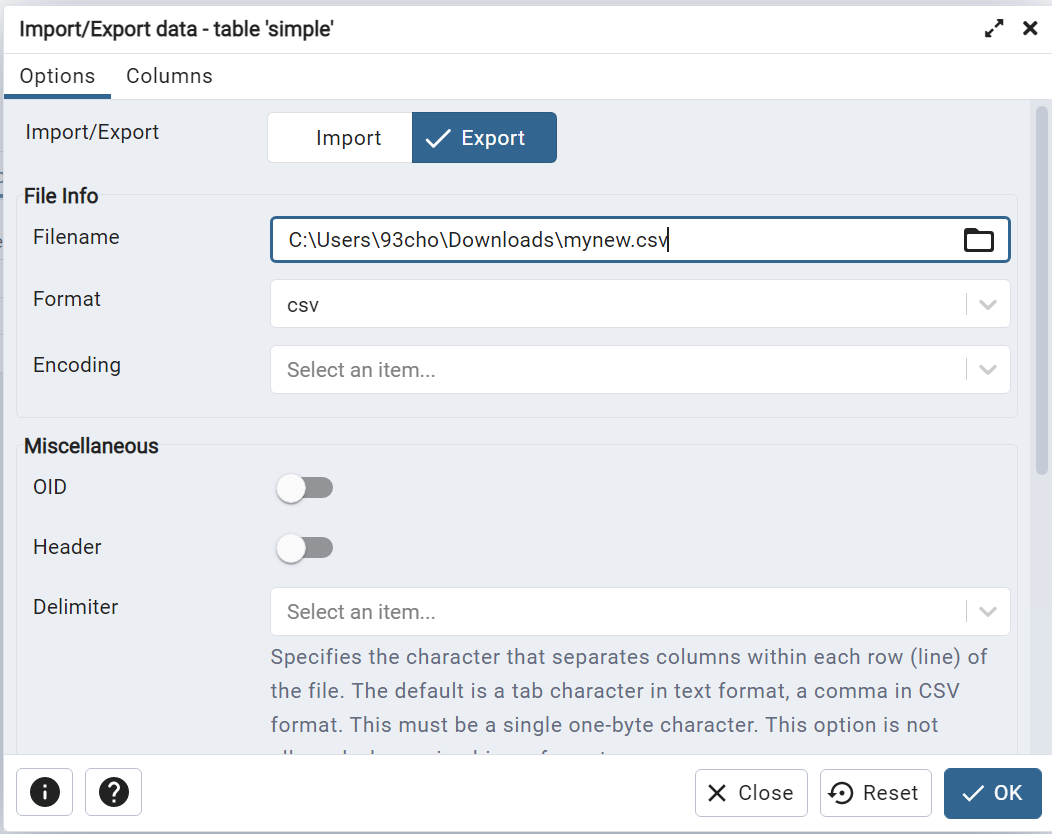 Import/Export data - table 'simple'
Options Columns
Import/Export Import Export
File Info
Filename C:\Users\93cho\Downloads\mynew.csv
Format csv
Encoding Select an item...
Miscellaneous
OID
Header
Delimiter Select an item...
Specifies the character that separates columns within each row (line) of
the file. The default is a tab character in text format, a comma in CSV
format. This must be a single one-byte character. This option is not
Close Reset OK